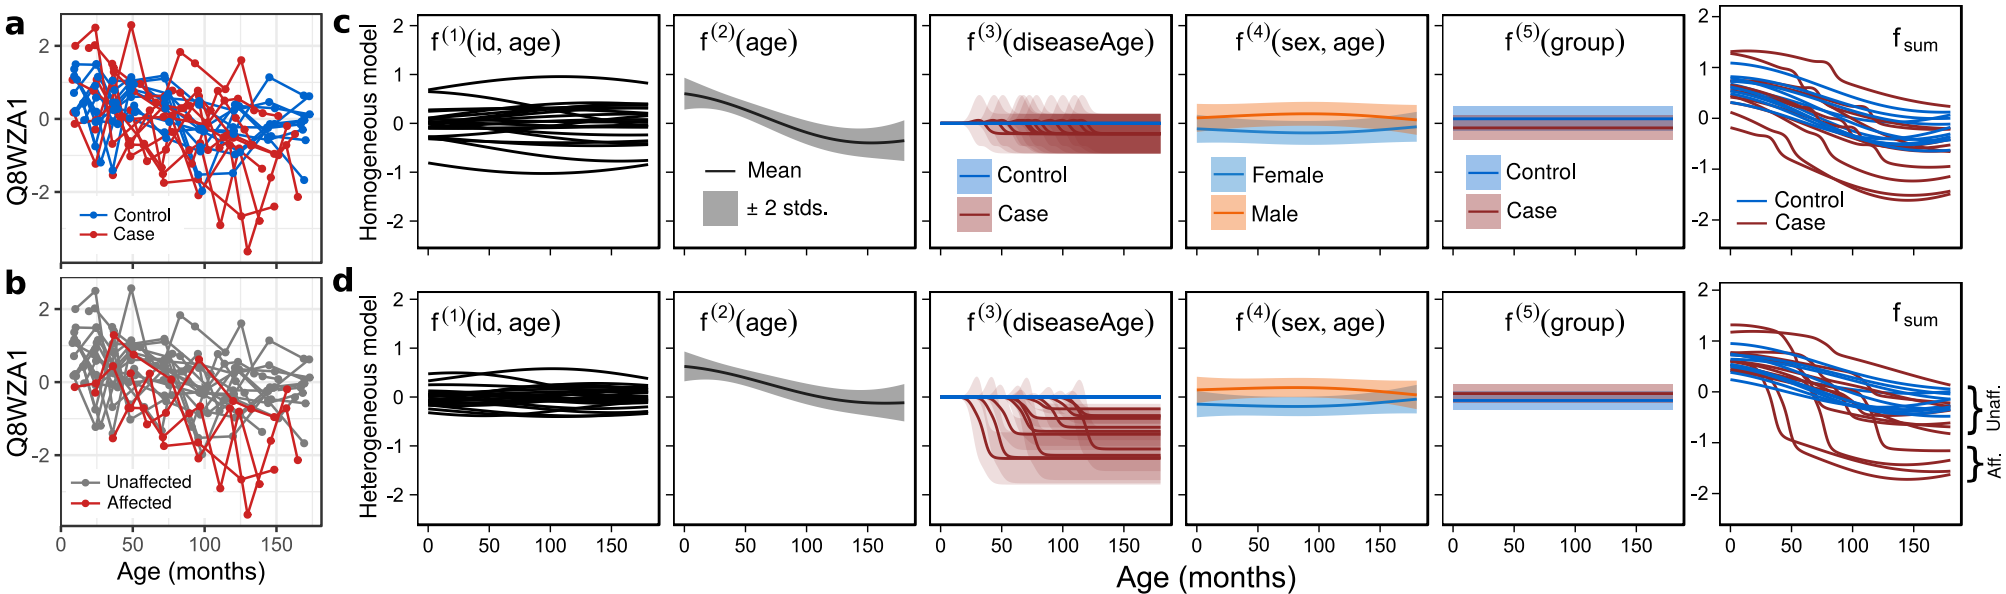 a
2
0
-2
Q8WZA1
Control
Case
b
2
0
-2
Q8WZA1
Unaffected
Affected
0 50 100 150
Age (months)
c
Homogeneous model
2
1
0
-1
-2
f(1)(id, age)
f(2)(age)
Mean
± 2 stds.
f(3)(diseaseAge)
Control
Case
f(4)(sex, age)
Female
Male
f(5)(group)
Control
Case
2
1
0
-1
-2
fsum
Control
Case
d
Heterogeneous model
2
1
0
-1
-2
f(1)(id, age)
f(2)(age)
f(3)(diseaseAge)
f(4)(sex, age)
f(5)(group)
2
1
0
-1
-2
fsum
Unaff.
Aff.
0 50 100 150
0 50 100 150
0 50 100 150
0 50 100 150
0 50 100 150
0 50 100 150
Age (months)